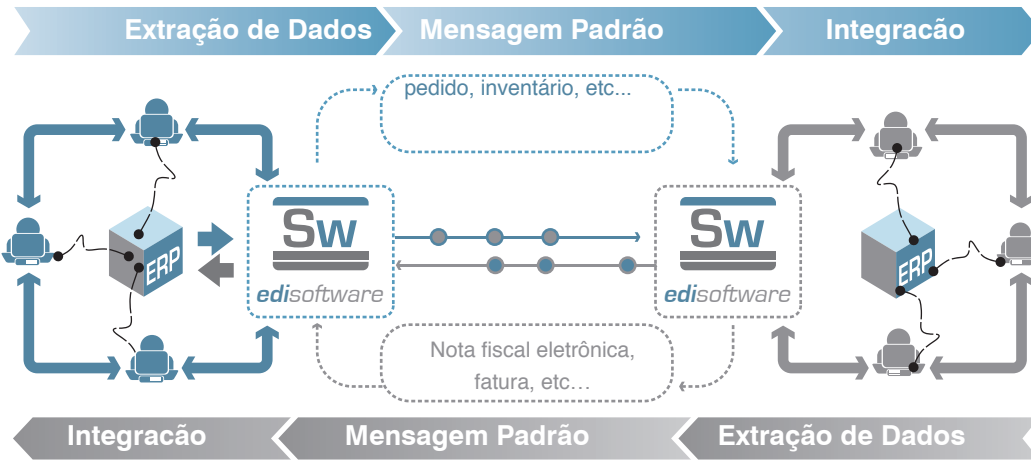 Extração de Dados
Mensagem Padrão
Integracão
pedido, inventário, etc...
ERP
Sw
edisoftware
Sw
edisoftware
ERP
Nota fiscal eletrônica,
fatura, etc…
Integracão
Mensagem Padrão
Extração de Dados